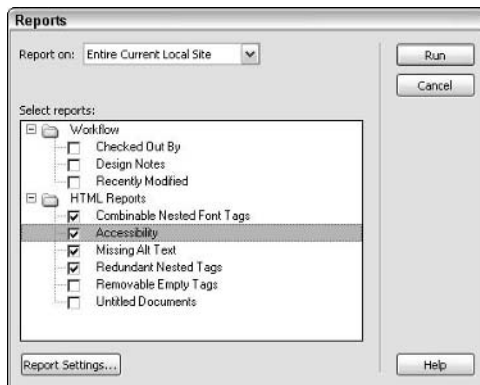 Reports
Report on: Entire Current Local Site
Run
Cancel
Select reports:
Workflow
Checked Out By
Design Notes
Recently Modified
HTML Reports
Combinable Nested Font Tags
Accessibility
Missing Alt Text
Redundant Nested Tags
Removable Empty Tags
Untitled Documents
Report Settings...
Help